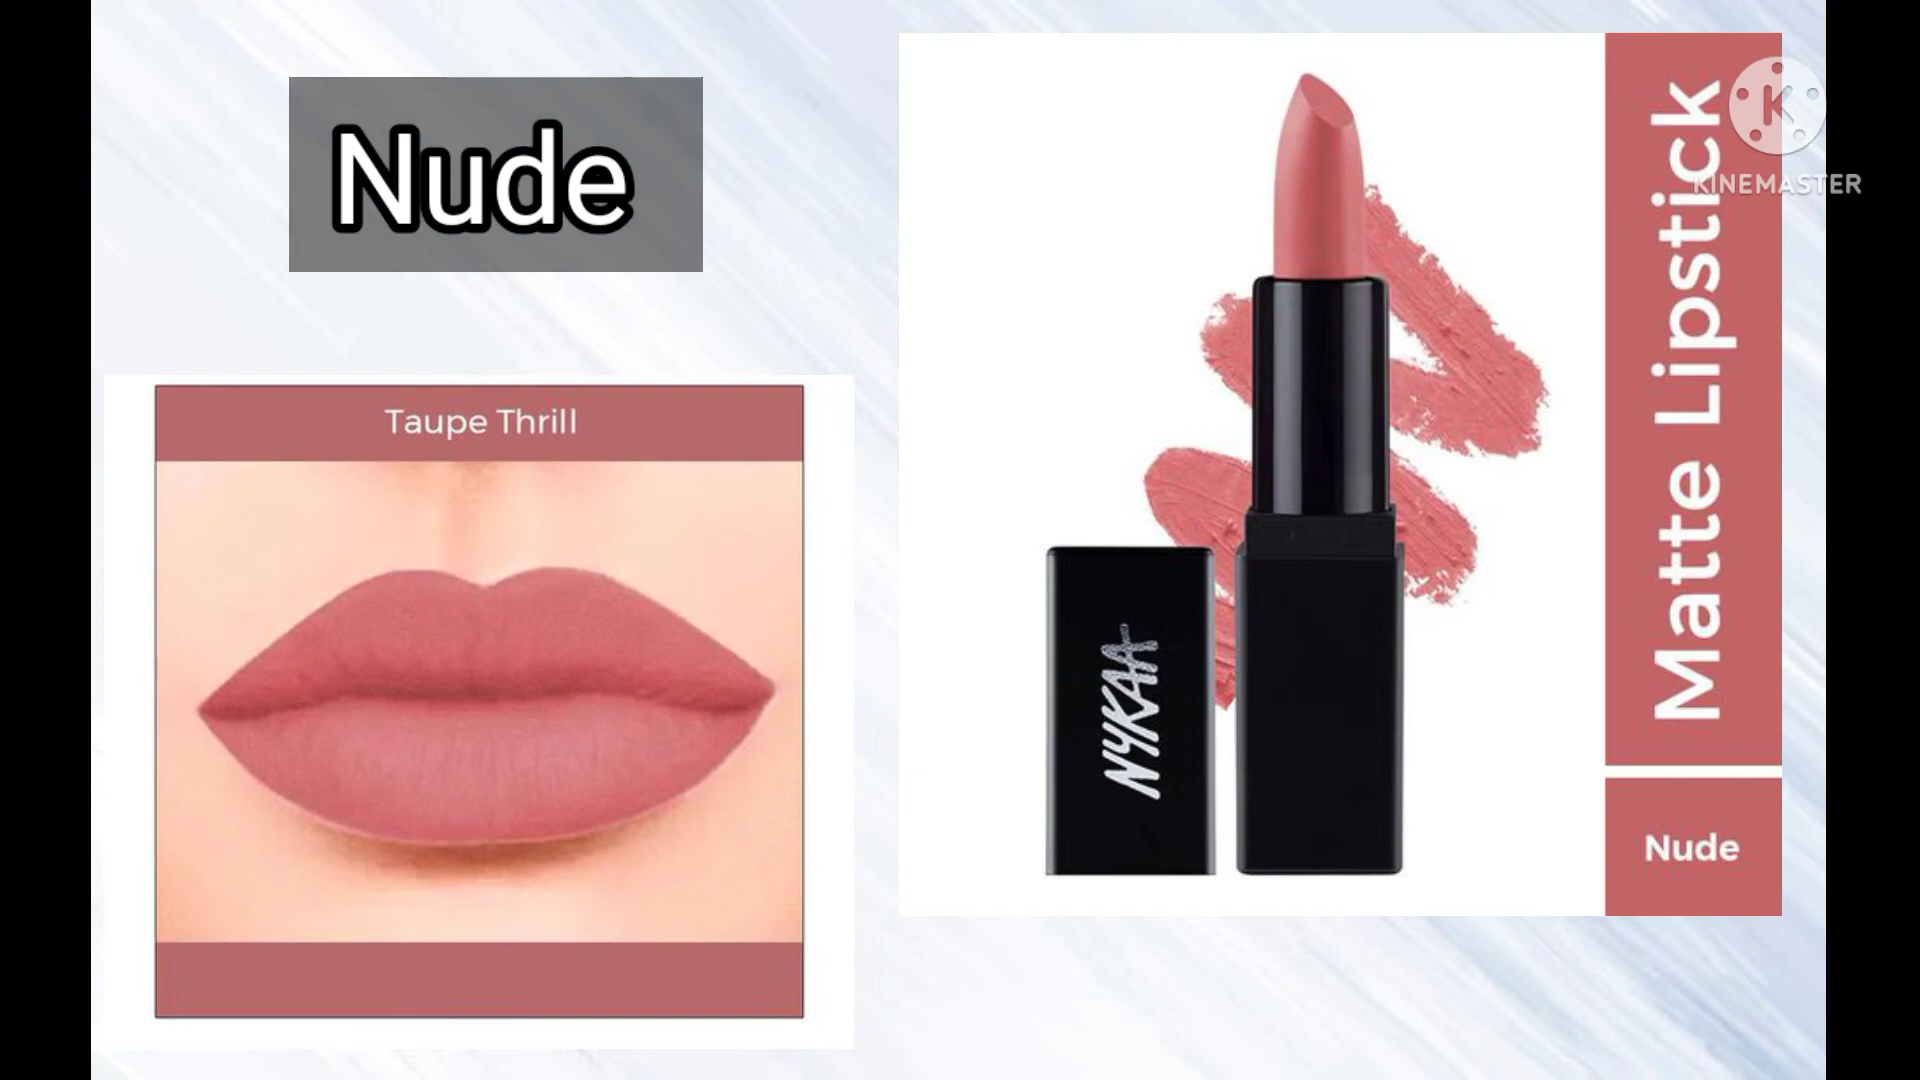 Nude
Taupe Thrill
NYKAA
Matte Lipstick
Nude
K
KINEMASTER